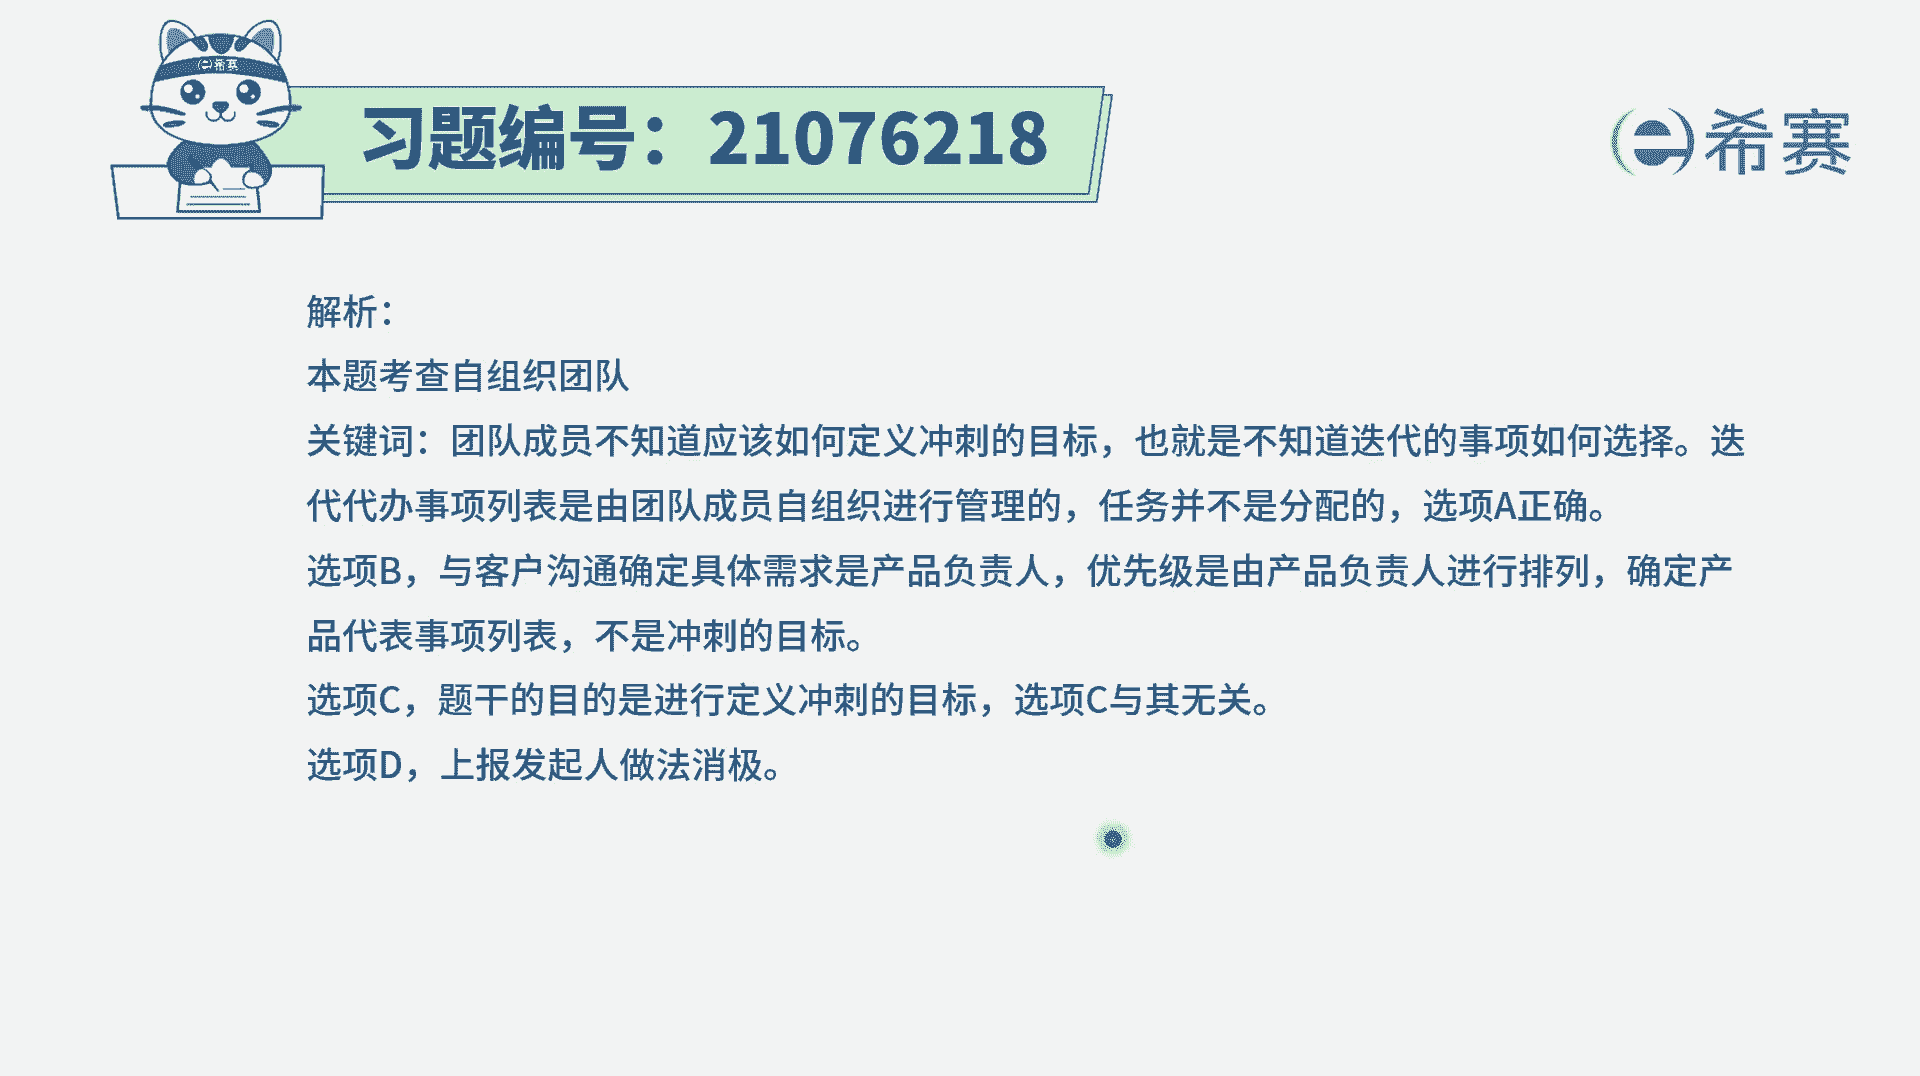 希赛
习题编号：21076218
希赛
解析：
本题考查自组织团队
关键词：团队成员不知道应该如何定义冲刺的目标，也就是不知道迭代的事项如何选择。迭
代代办事项列表是由团队成员自组织进行管理的，任务并不是分配的，选项A正确。
选项B，与客户沟通确定具体需求是产品负责人，优先级是由产品负责人进行排列，确定产
品代表事项列表，不是冲刺的目标。
选项C，题干的目的是进行定义冲刺的目标，选项C与其无关。
选项D，上报发起人做法消极。